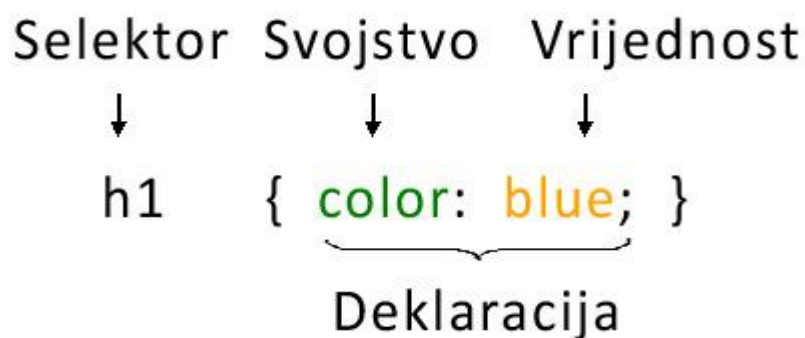 Selektor Svojstvo Vrijednost
h1 { color: blue; }
Deklaracija